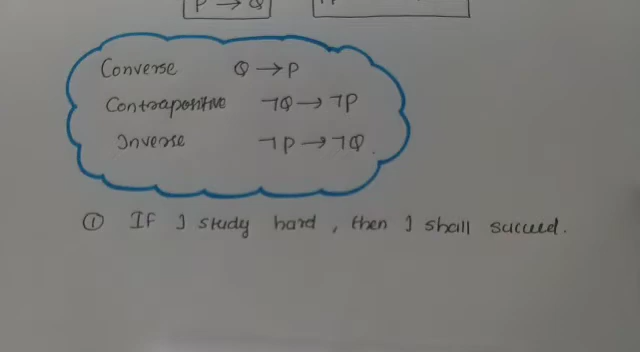 P → Q
Converse Q → P
Contrapositive ¬Q → ¬P
Inverse ¬P → ¬Q.
① If I study hard, then I shall succeed.